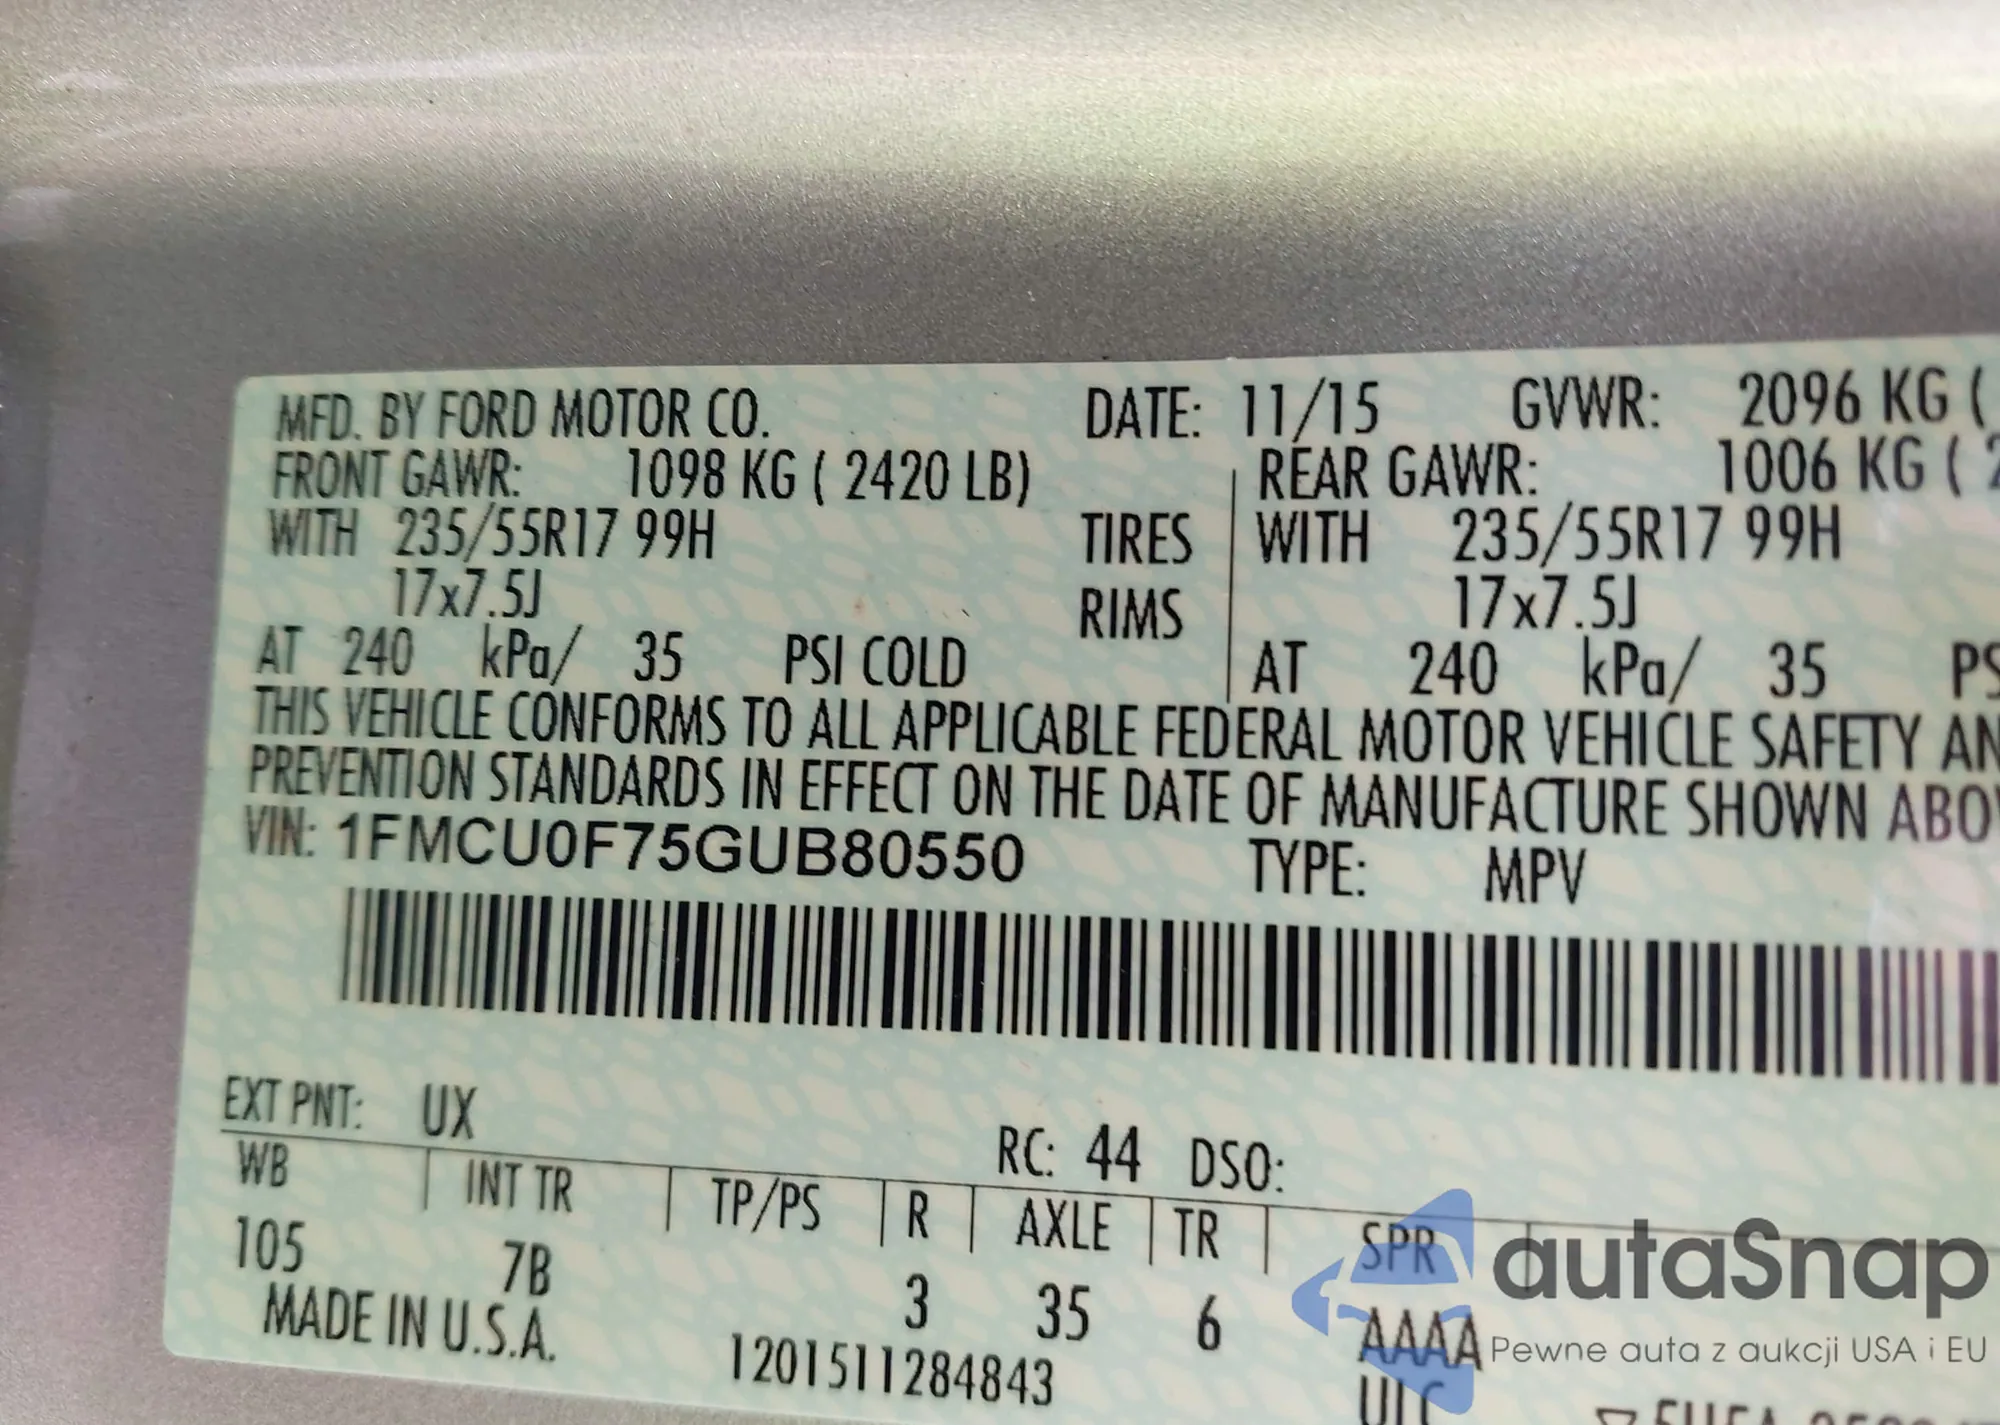 MFD. BY FORD MOTOR CO. DATE: 11/15 GVWR: 2096 KG (
FRONT GAWR: 1098 KG ( 2420 LB) REAR GAWR: 1006 KG ( 2
WITH 235/55R17 99H TIRES WITH 235/55R17 99H
17x7.5J RIMS 17x7.5J
AT 240 kPa/ 35 PSI COLD AT 240 kPa/ 35 PS
THIS VEHICLE CONFORMS TO ALL APPLICABLE FEDERAL MOTOR VEHICLE SAFETY AN
PREVENTION STANDARDS IN EFFECT ON THE DATE OF MANUFACTURE SHOWN ABO
VIN: 1FMCU0F75GUB80550 TYPE: MPV
EXT PNT: UX RC: 44 DSO:
WB INT TR TP/PS R AXLE TR SPR
105 7B 3 35 6 AAAA
MADE IN U.S.A. 1201511284843
autaSnap
Pewne auta z aukcji USA i EU